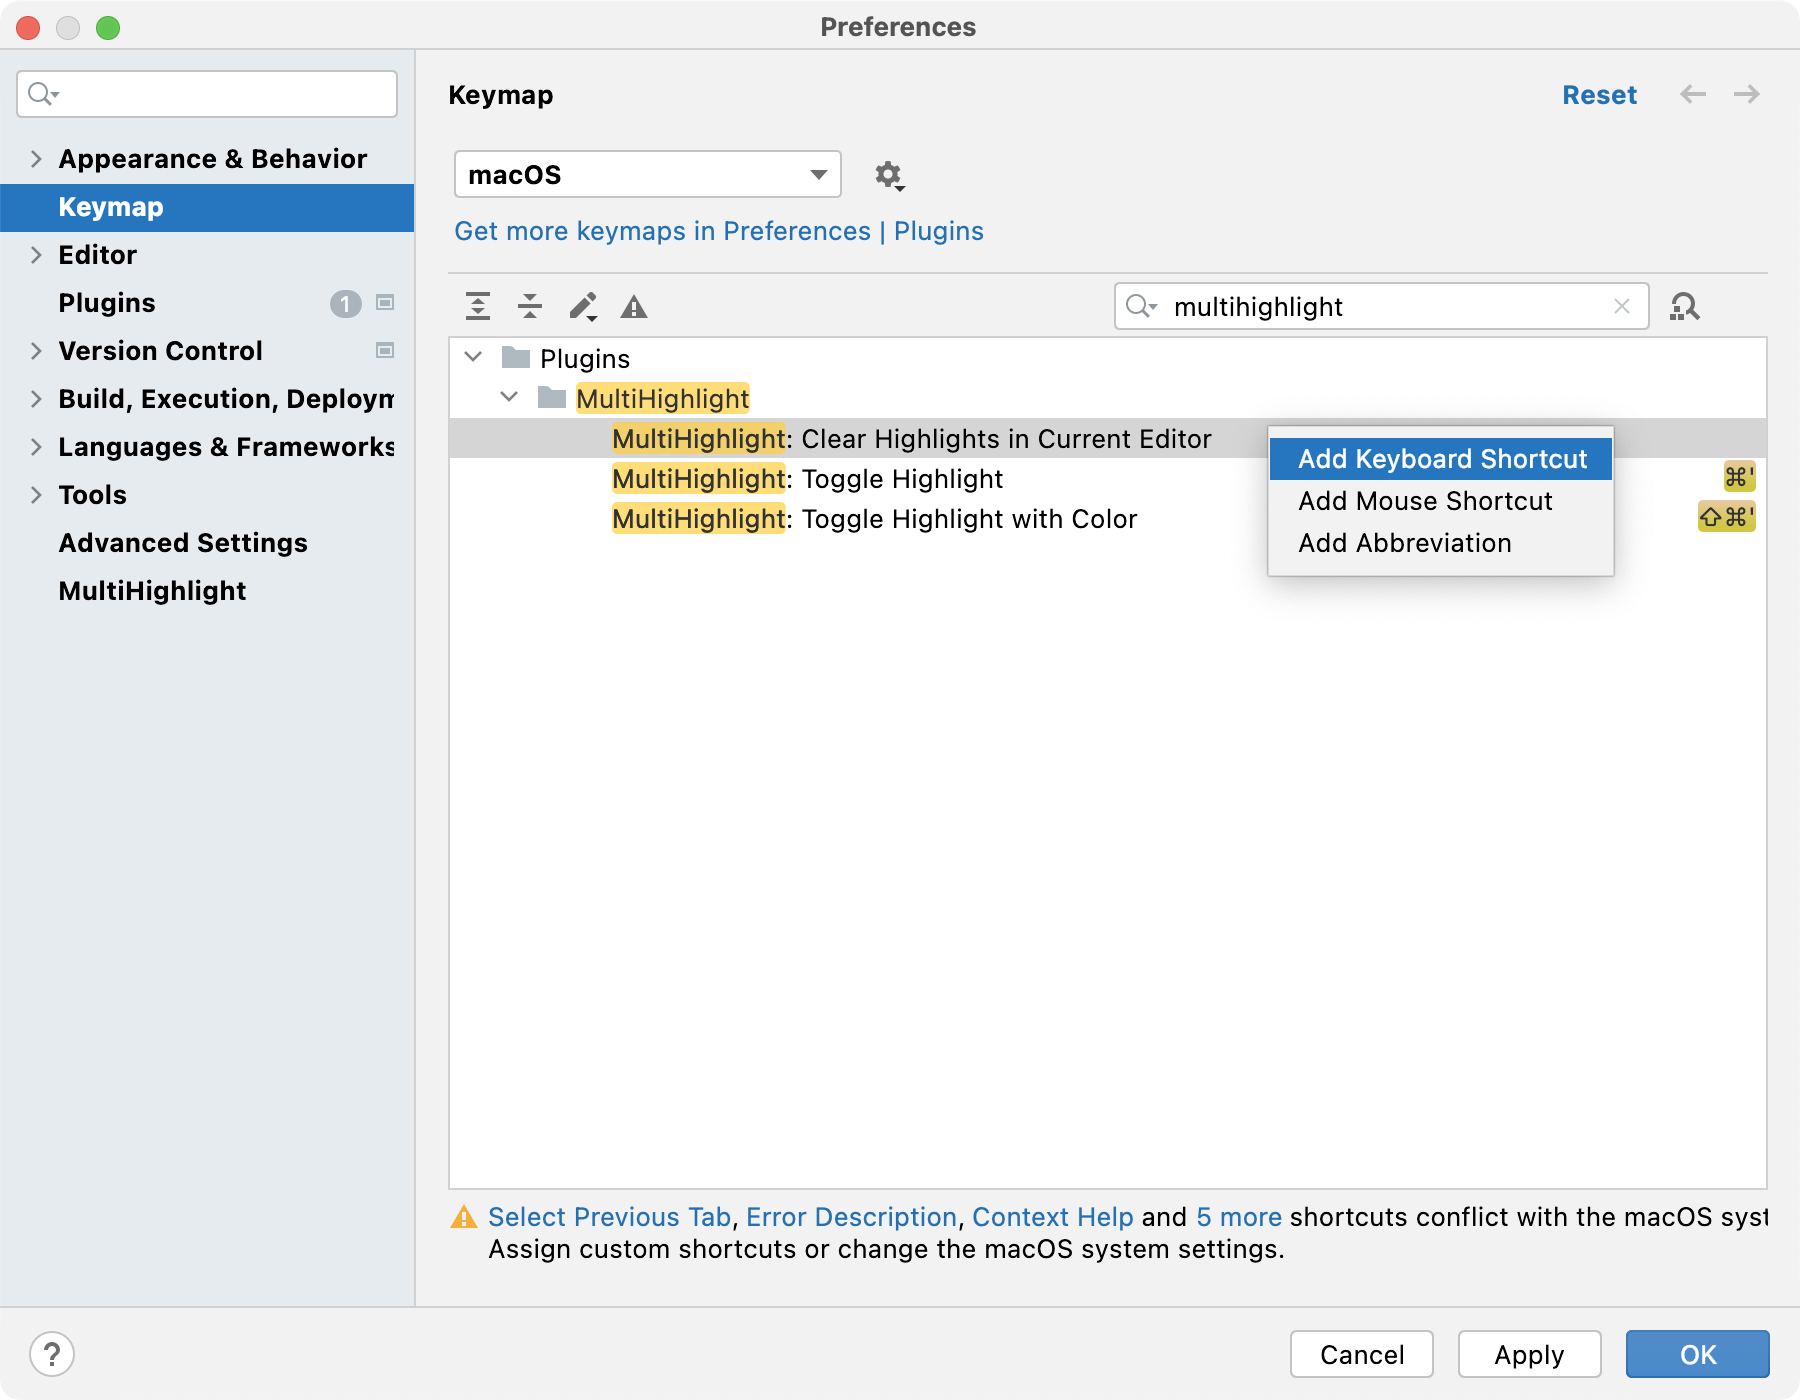 Preferences
Keymap
Reset
Appearance & Behavior
Keymap
Editor
Plugins
1
Version Control
Build, Execution, Deploym
Languages & Frameworks
Tools
Advanced Settings
MultiHighlight
macOS
Get more keymaps in Preferences | Plugins
multihighlight
Plugins
MultiHighlight
MultiHighlight: Clear Highlights in Current Editor
MultiHighlight: Toggle Highlight
⌘'
MultiHighlight: Toggle Highlight with Color
⇧⌘'
Add Keyboard Shortcut
Add Mouse Shortcut
Add Abbreviation
Select Previous Tab, Error Description, Context Help and 5 more shortcuts conflict with the macOS syst
Assign custom shortcuts or change the macOS system settings.
?
Cancel
Apply
OK